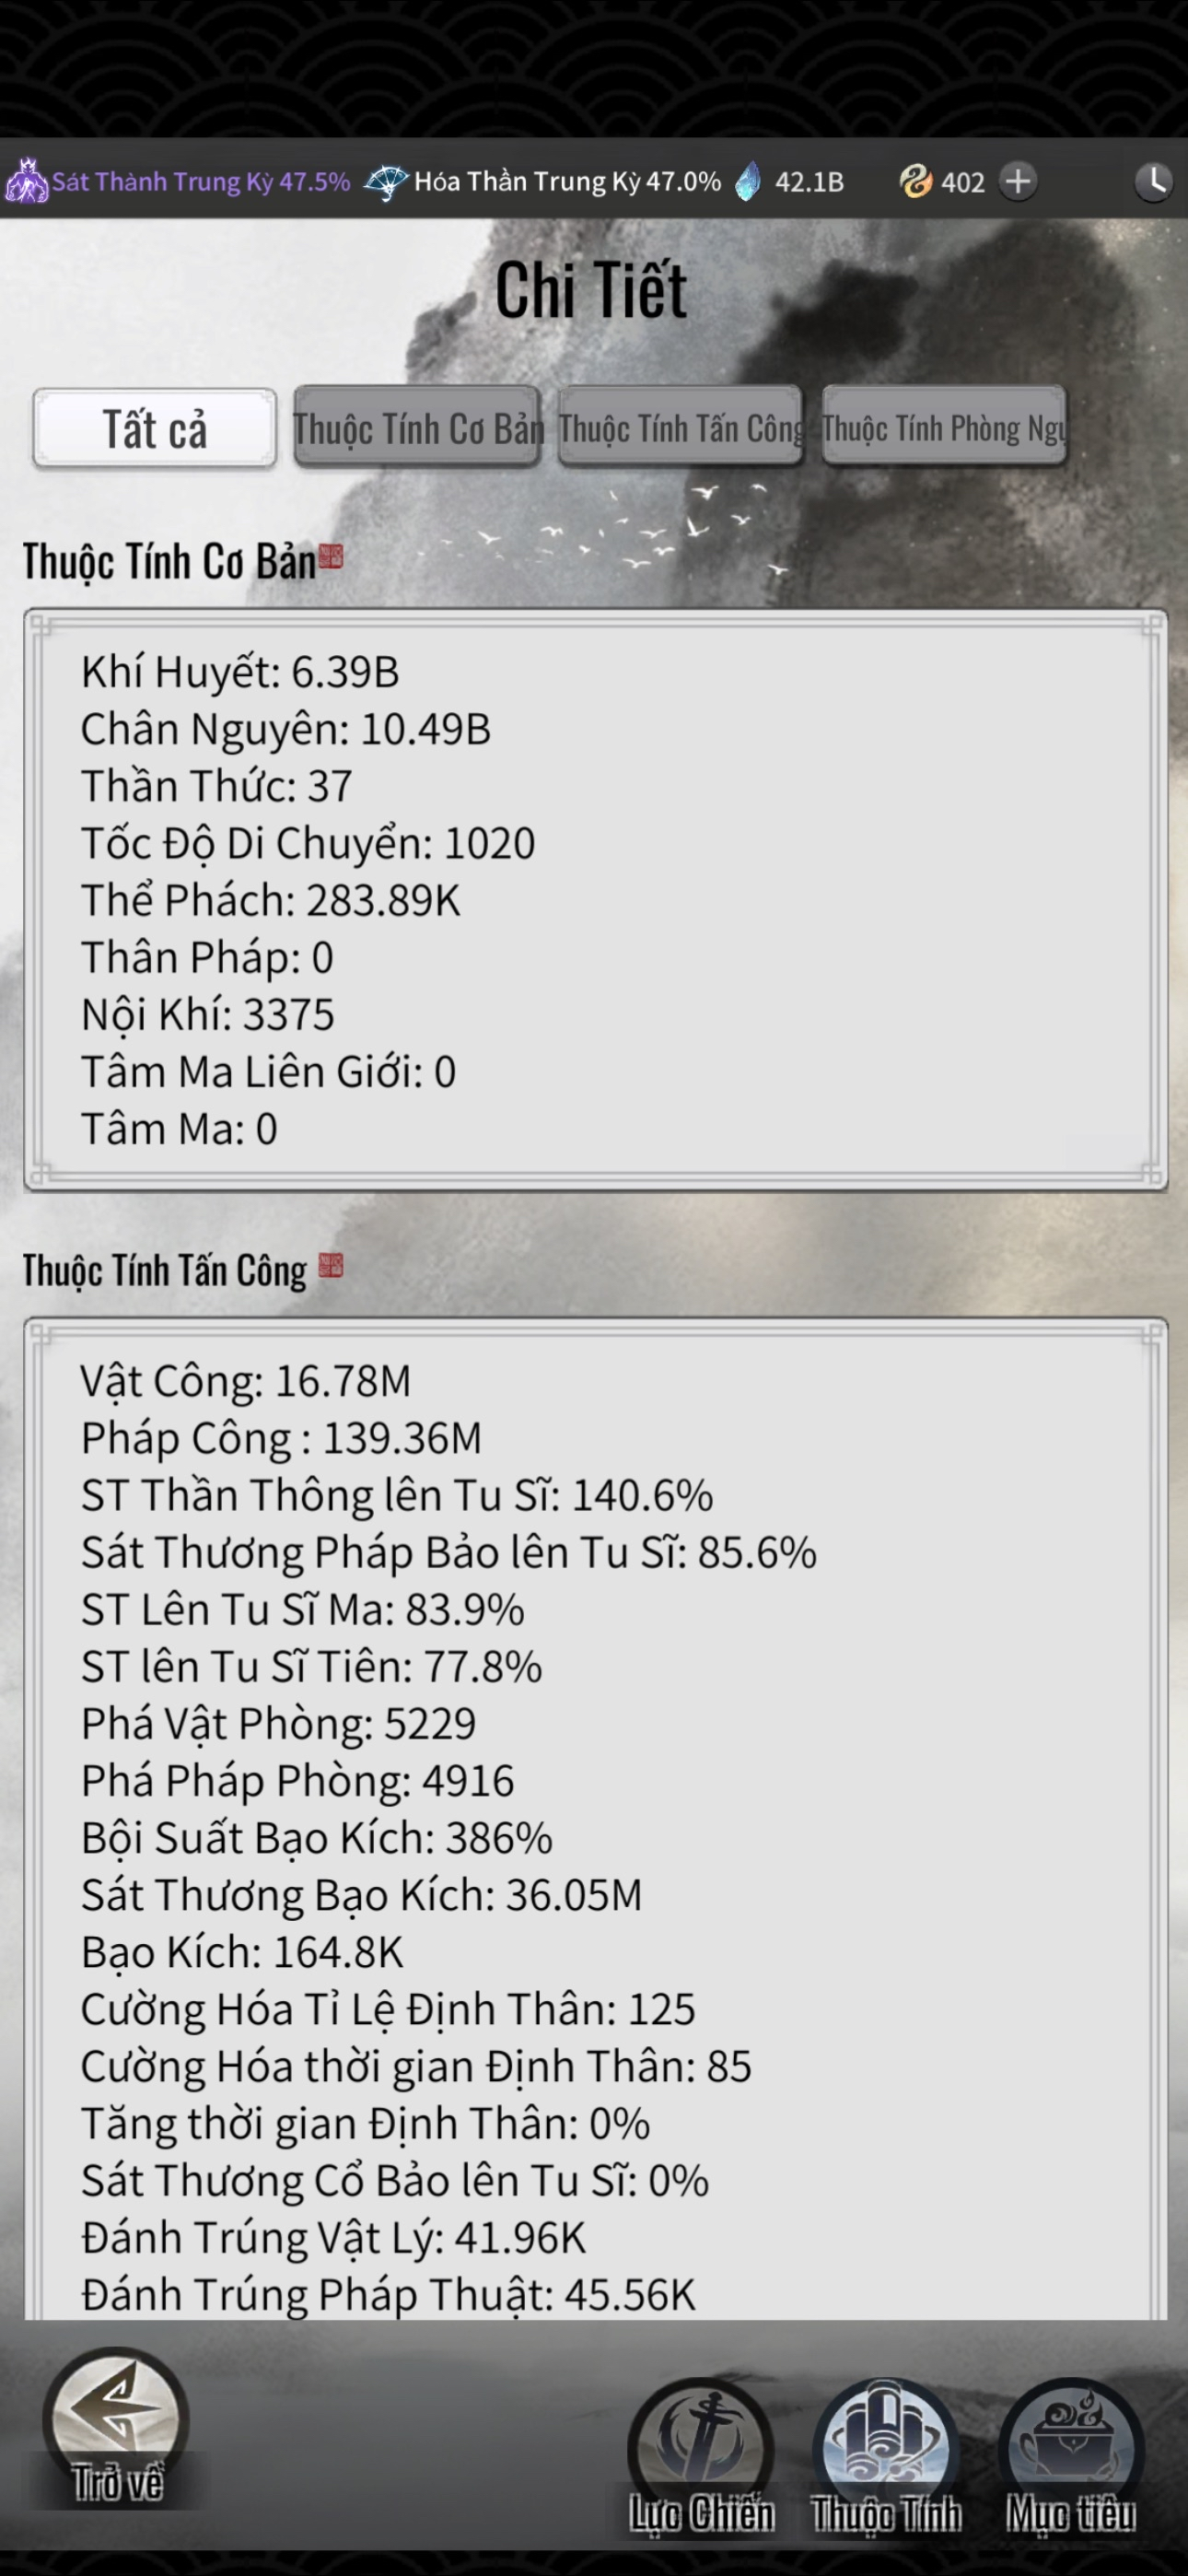 Sát Thành Trung Kỳ 47.5% Hóa Thần Trung Kỳ 47.0% 42.1B 402
Chi Tiết
Tất cả Thuộc Tính Cơ Bản Thuộc Tính Tấn Công Thuộc Tính Phòng Ngự
Thuộc Tính Cơ Bản
Khí Huyết: 6.39B
Chân Nguyên: 10.49B
Thần Thức: 37
Tốc Độ Di Chuyển: 1020
Thể Phách: 283.89K
Thân Pháp: 0
Nội Khí: 3375
Tâm Ma Liên Giới: 0
Tâm Ma: 0
Thuộc Tính Tấn Công
Vật Công: 16.78M
Pháp Công : 139.36M
ST Thần Thông lên Tu Sĩ: 140.6%
Sát Thương Pháp Bảo lên Tu Sĩ: 85.6%
ST Lên Tu Sĩ Ma: 83.9%
ST lên Tu Sĩ Tiên: 77.8%
Phá Vật Phòng: 5229
Phá Pháp Phòng: 4916
Bội Suất Bạo Kích: 386%
Sát Thương Bạo Kích: 36.05M
Bạo Kích: 164.8K
Cường Hóa Tỉ Lệ Định Thân: 125
Cường Hóa thời gian Định Thân: 85
Tăng thời gian Định Thân: 0%
Sát Thương Cổ Bảo lên Tu Sĩ: 0%
Đánh Trúng Vật Lý: 41.96K
Đánh Trúng Pháp Thuật: 45.56K
Trở về Lực Chiến Thuộc Tính Mục tiêu